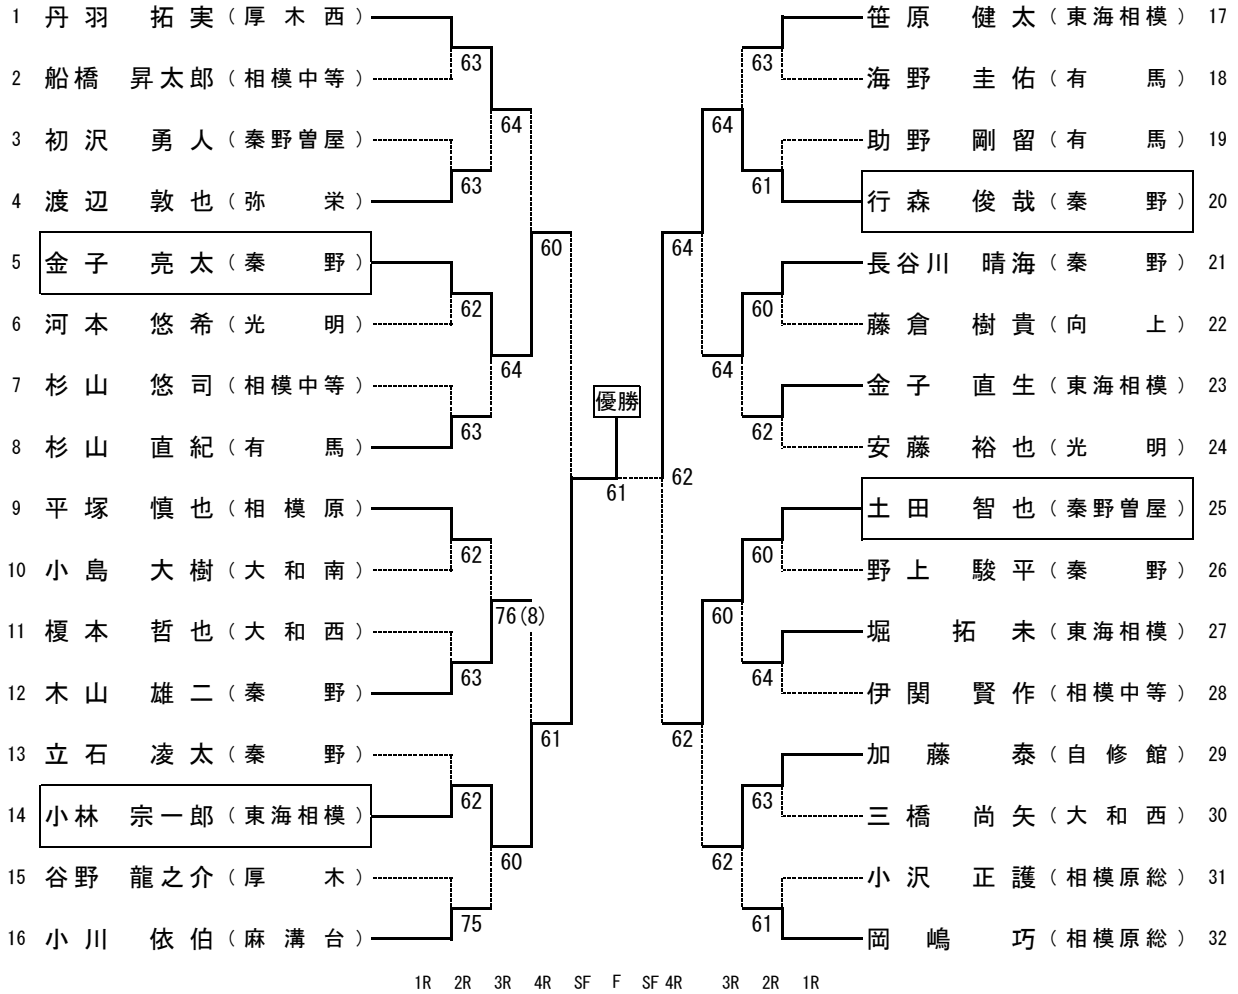 1 丹羽 拓実 (厚木西)
2 船橋 昇太郎 (相模中等)
3 初沢 勇人 (秦野曽屋)
4 渡辺 敦也 (弥栄)
5 金子 亮太 (秦野)
6 河本 悠希 (光明)
7 杉山 悠司 (相模中等)
8 杉山 直紀 (有馬)
9 平塚 慎也 (相模原)
10 小島 大樹 (大和南)
11 榎本 哲也 (大和西)
12 木山 雄二 (秦野)
13 立石 凌太 (秦野)
14 小林 宗一郎 (東海相模)
15 谷野 龍之介 (厚木)
16 小川 依伯 (麻溝台)
63
63
62
63
62
63
62
75
64
64
76(8)
60
60
61
優勝
61
62
64
62
64
64
60
62
63
61
60
62
60
64
63
61
笹原 健太 (東海相模) 17
海野 圭佑 (有馬) 18
助野 剛留 (有馬) 19
行森 俊哉 (秦野) 20
長谷川 晴海 (秦野) 21
藤倉 樹貴 (向上) 22
金子 直生 (東海相模) 23
安藤 裕也 (光明) 24
土田 智也 (秦野曽屋) 25
野上 駿平 (秦野) 26
堀 拓未 (東海相模) 27
伊関 賢作 (相模中等) 28
加藤 泰 (自修館) 29
三橋 尚矢 (大和西) 30
小沢 正護 (相模原総) 31
岡嶋 巧 (相模原総) 32
1R 2R 3R 4R SF F SF 4R 3R 2R 1R